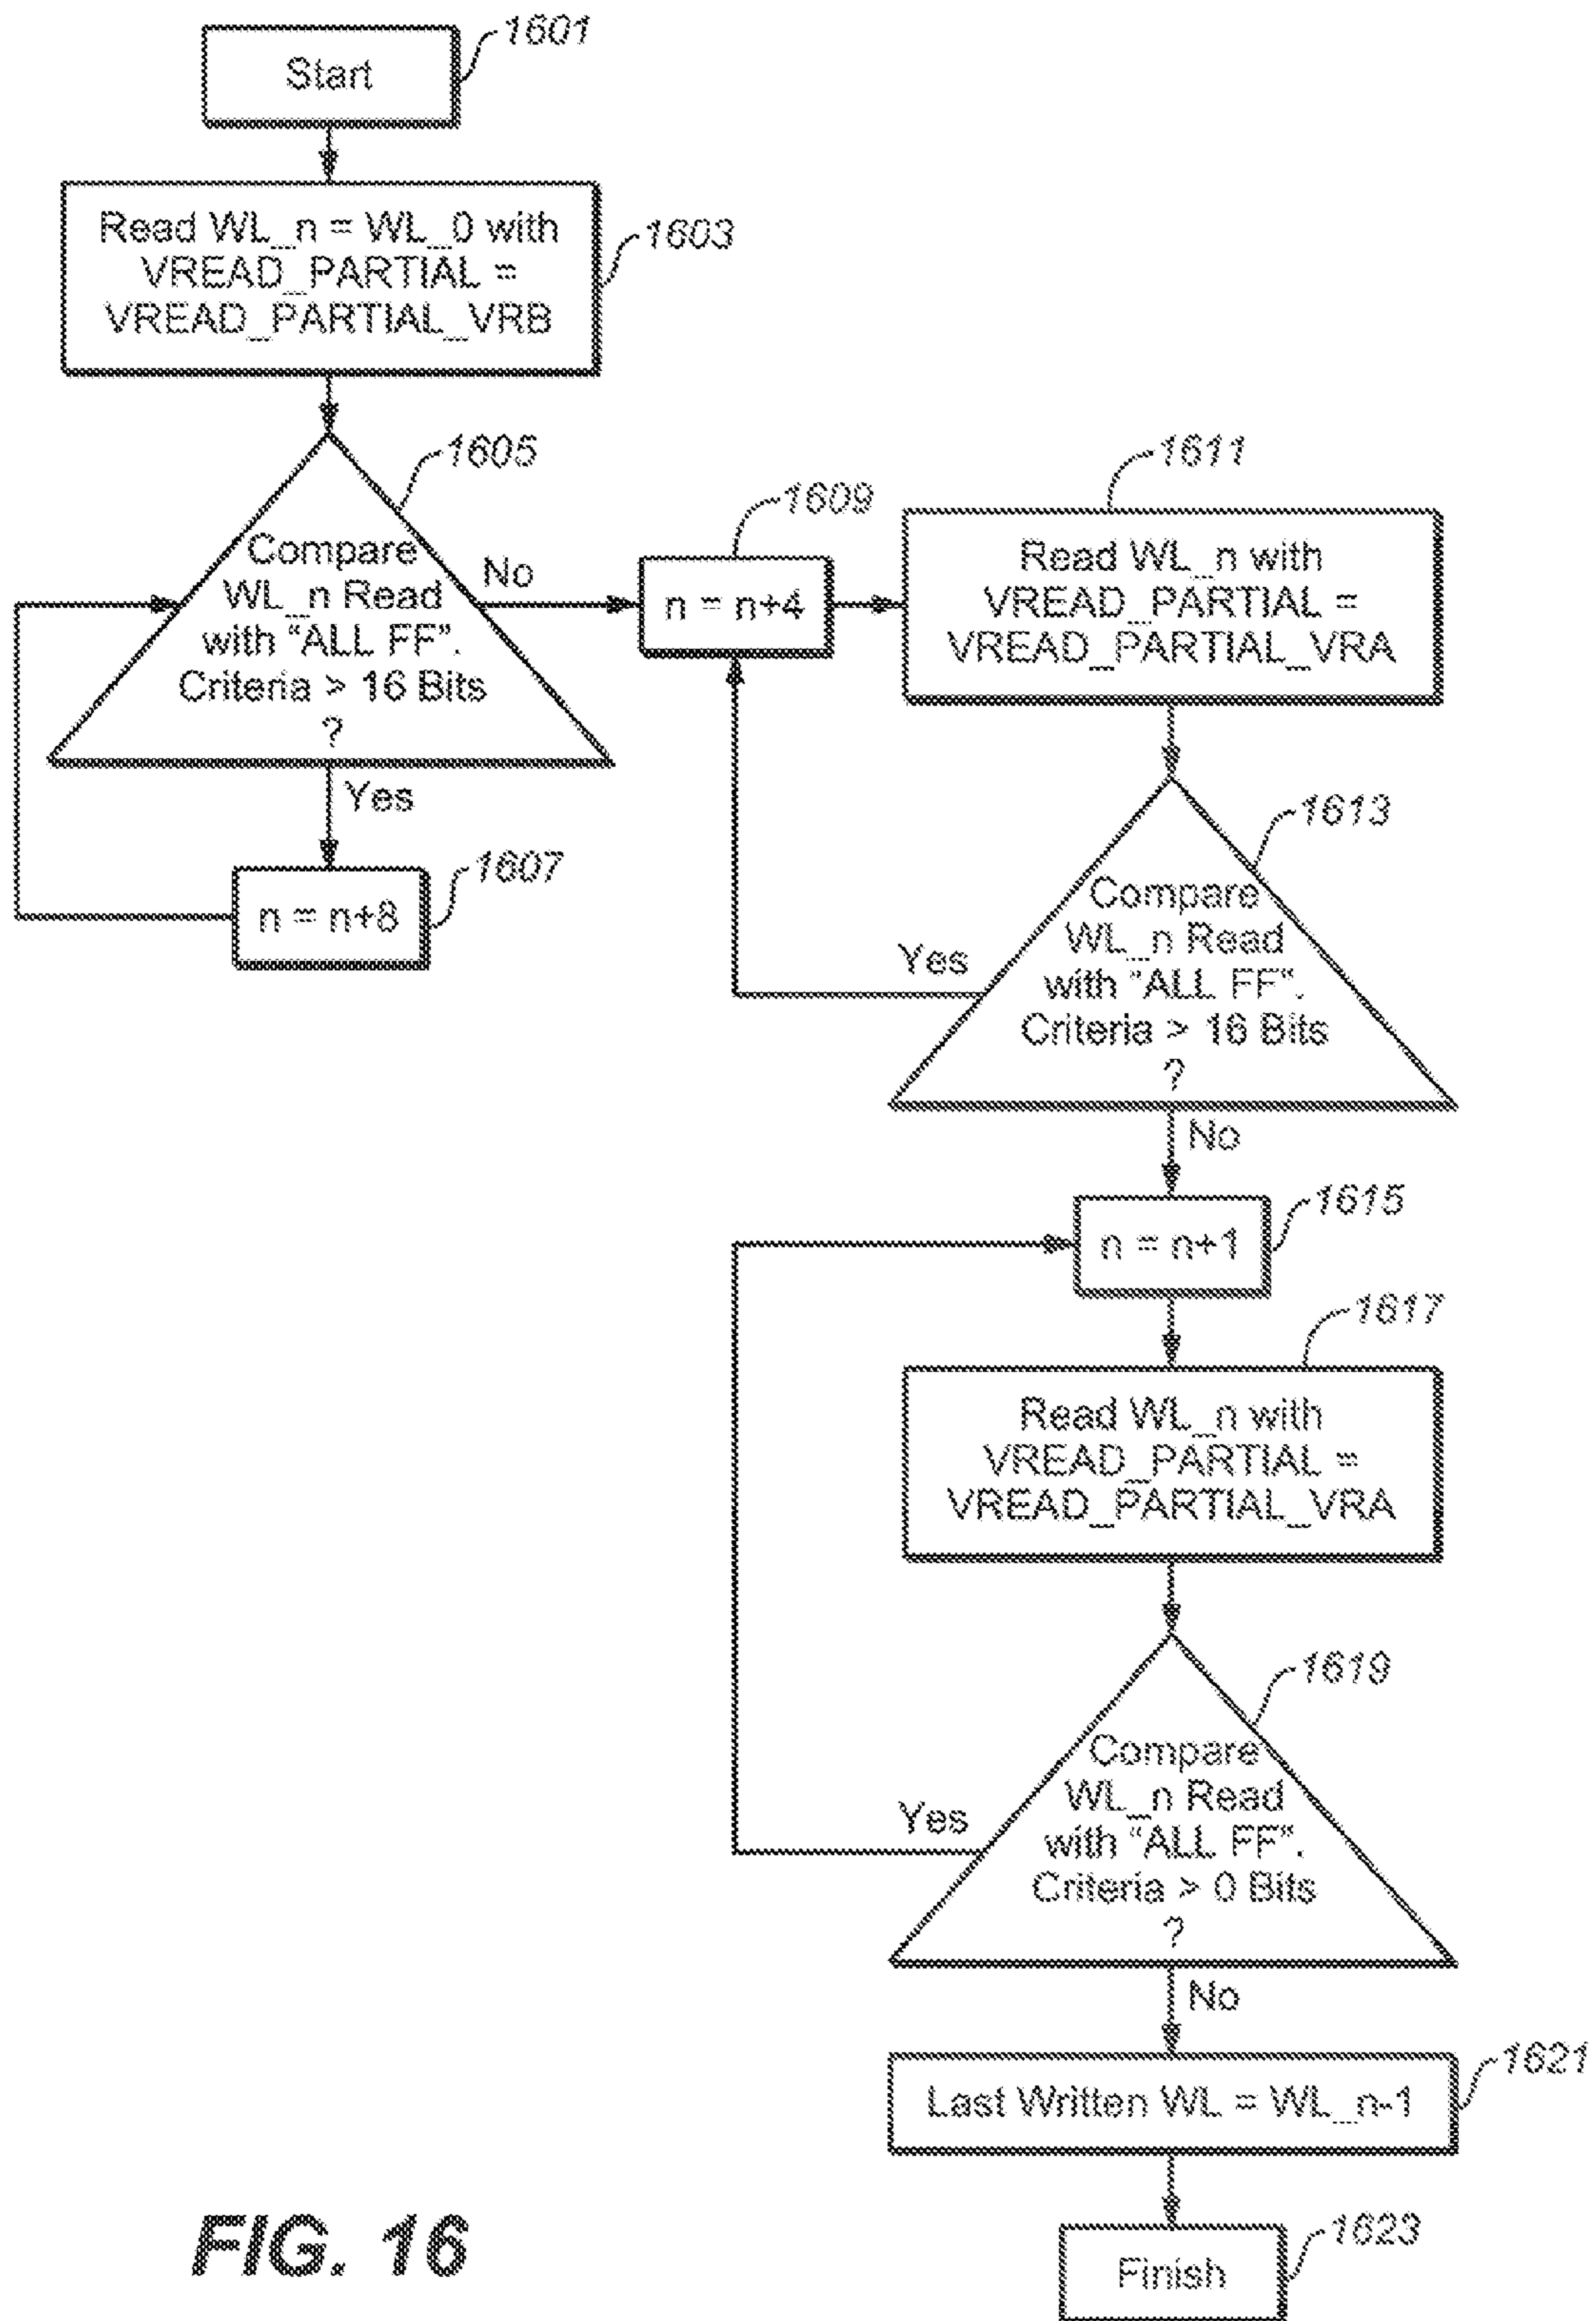 1601
Start
Read WL_n = WL_0 with
VREAD_PARTIAL =
VREAD_PARTIAL_VRB
1603
1605
Compare
WL_n Read
with “ALL FF”.
Criteria > 16 Bits
?
No
Yes
1607
n = n+8
1609
n = n+4
1611
Read WL_n with
VREAD_PARTIAL =
VREAD_PARTIAL_VRA
1613
Compare
WL_n Read
with “ALL FF”.
Criteria > 16 Bits
?
Yes
No
1615
n = n+1
1617
Read WL_n with
VREAD_PARTIAL =
VREAD_PARTIAL_VRA
1619
Compare
WL_n Read
with “ALL FF”.
Criteria > 0 Bits
?
Yes
No
1621
Last Written WL = WL_n-1
1623
Finish
FIG. 16